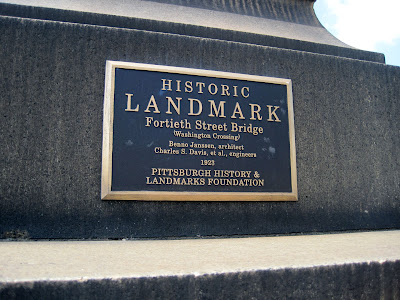 HISTORIC
LANDMARK
Fortieth Street Bridge
(Washington Crossing)
Benno Janssen, architect
Charles S. Davis, et al., engineers
1923
PITTSBURGH HISTORY &
LANDMARKS FOUNDATION